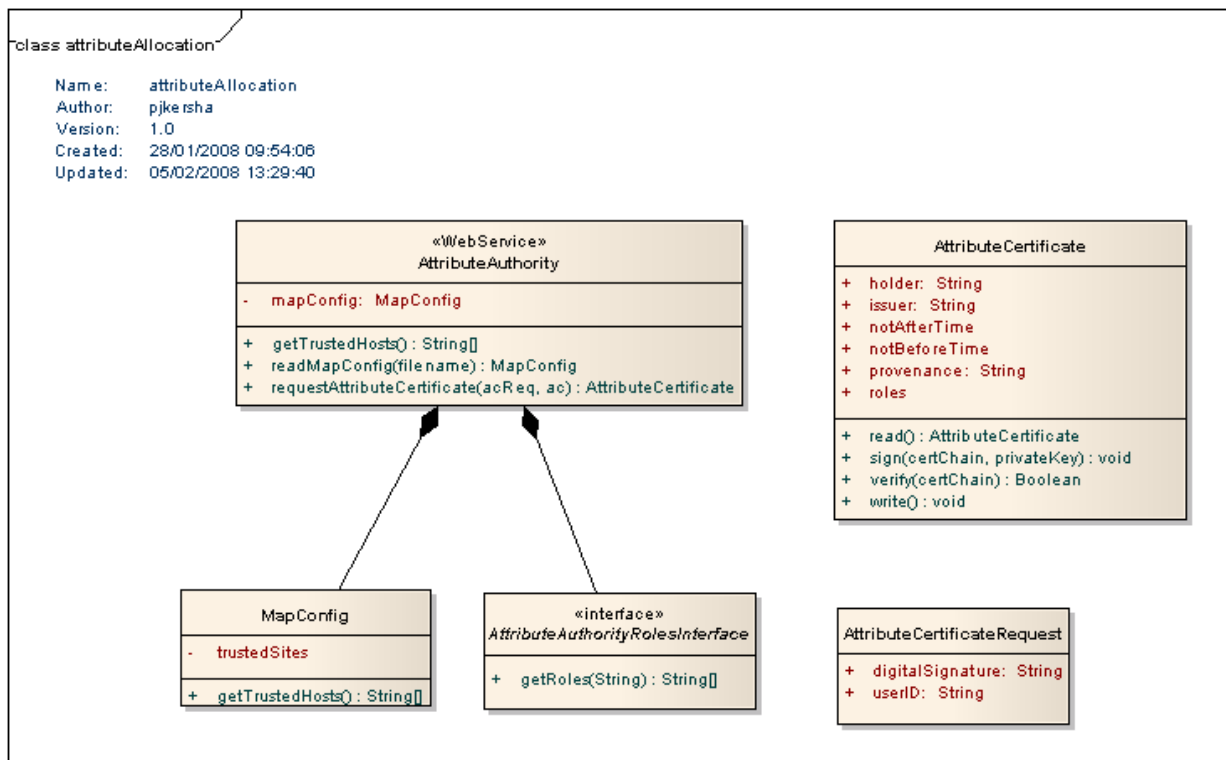 class attributeAllocation
Name: attributeAllocation
Author: pjkersha
Version: 1.0
Created: 28/01/2008 09:54:06
Updated: 05/02/2008 13:29:40
«WebService»
AttributeAuthority
- mapConfig: MapConfig
+ getTrustedHosts() : String[]
+ readMapConfig(filename) : MapConfig
+ requestAttributeCertificate(acReq, ac) : AttributeCertificate
AttributeCertificate
+ holder: String
+ issuer: String
+ notAfterTime
+ notBeforeTime
+ provenance: String
+ roles
+ read() : AttributeCertificate
+ sign(certChain, privateKey) : void
+ verify(certChain) : Boolean
+ write() : void
MapConfig
- trustedSites
+ getTrustedHosts() : String[]
«interface»
AttributeAuthorityRolesInterface
+ getRoles(String) : String[]
AttributeCertificateRequest
+ digitalSignature: String
+ userID: String